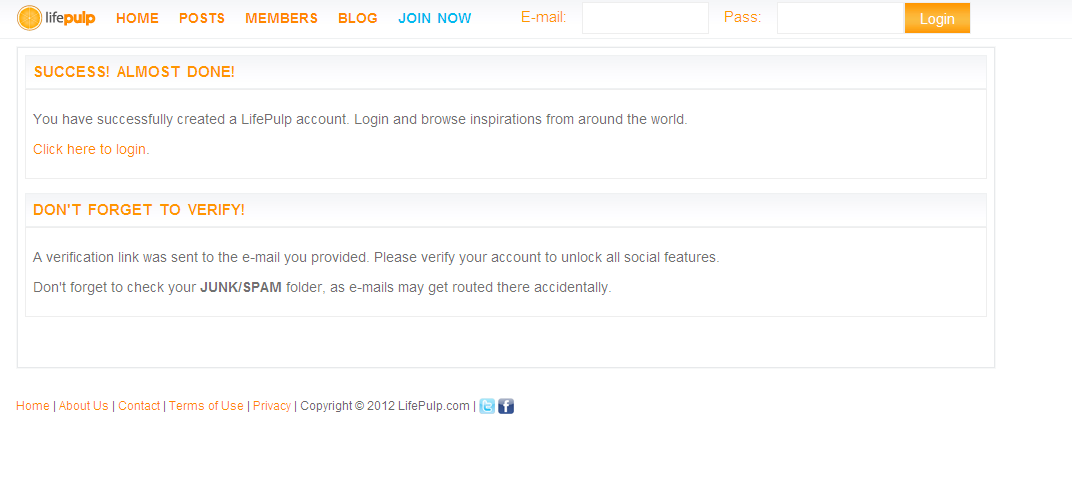 lifepulp HOME POSTS MEMBERS BLOG JOIN NOW E-mail: Pass: Login
SUCCESS! ALMOST DONE!
You have successfully created a LifePulp account. Login and browse inspirations from around the world.
Click here to login.
DON'T FORGET TO VERIFY!
A verification link was sent to the e-mail you provided. Please verify your account to unlock all social features.
Don't forget to check your JUNK/SPAM folder, as e-mails may get routed there accidentally.
Home | About Us | Contact | Terms of Use | Privacy | Copyright © 2012 LifePulp.com |